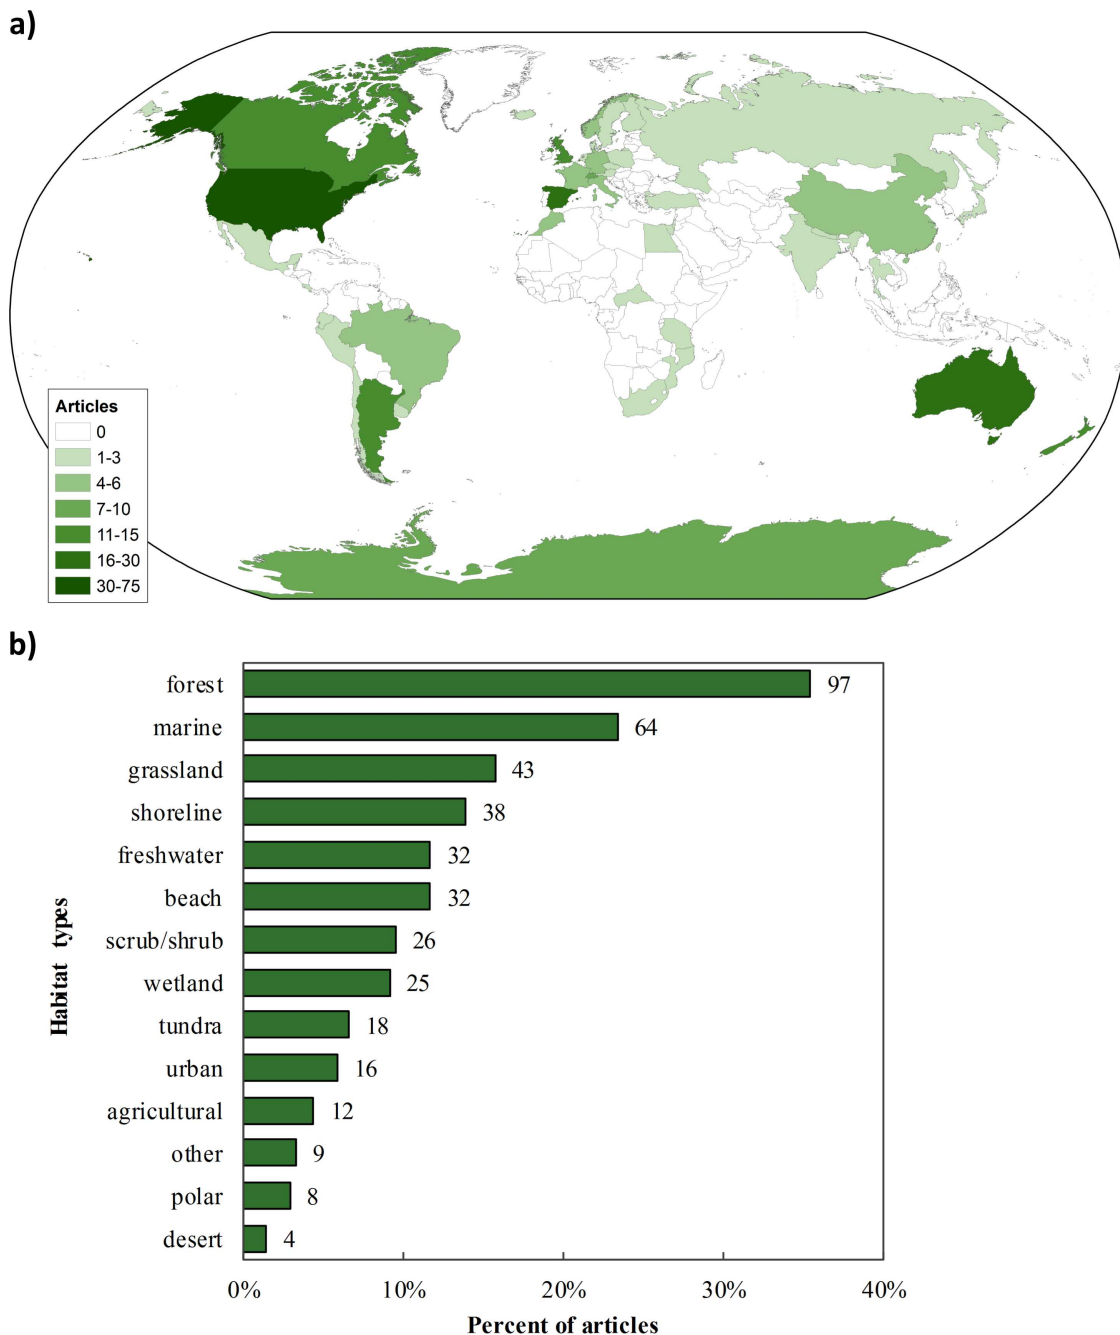 a)
Articles
0
1-3
4-6
7-10
11-15
16-30
30-75
b)
Habitat types
forest 97
marine 64
grassland 43
shoreline 38
freshwater 32
beach 32
scrub/shrub 26
wetland 25
tundra 18
urban 16
agricultural 12
other 9
polar 8
desert 4
0% 10% 20% 30% 40%
Percent of articles